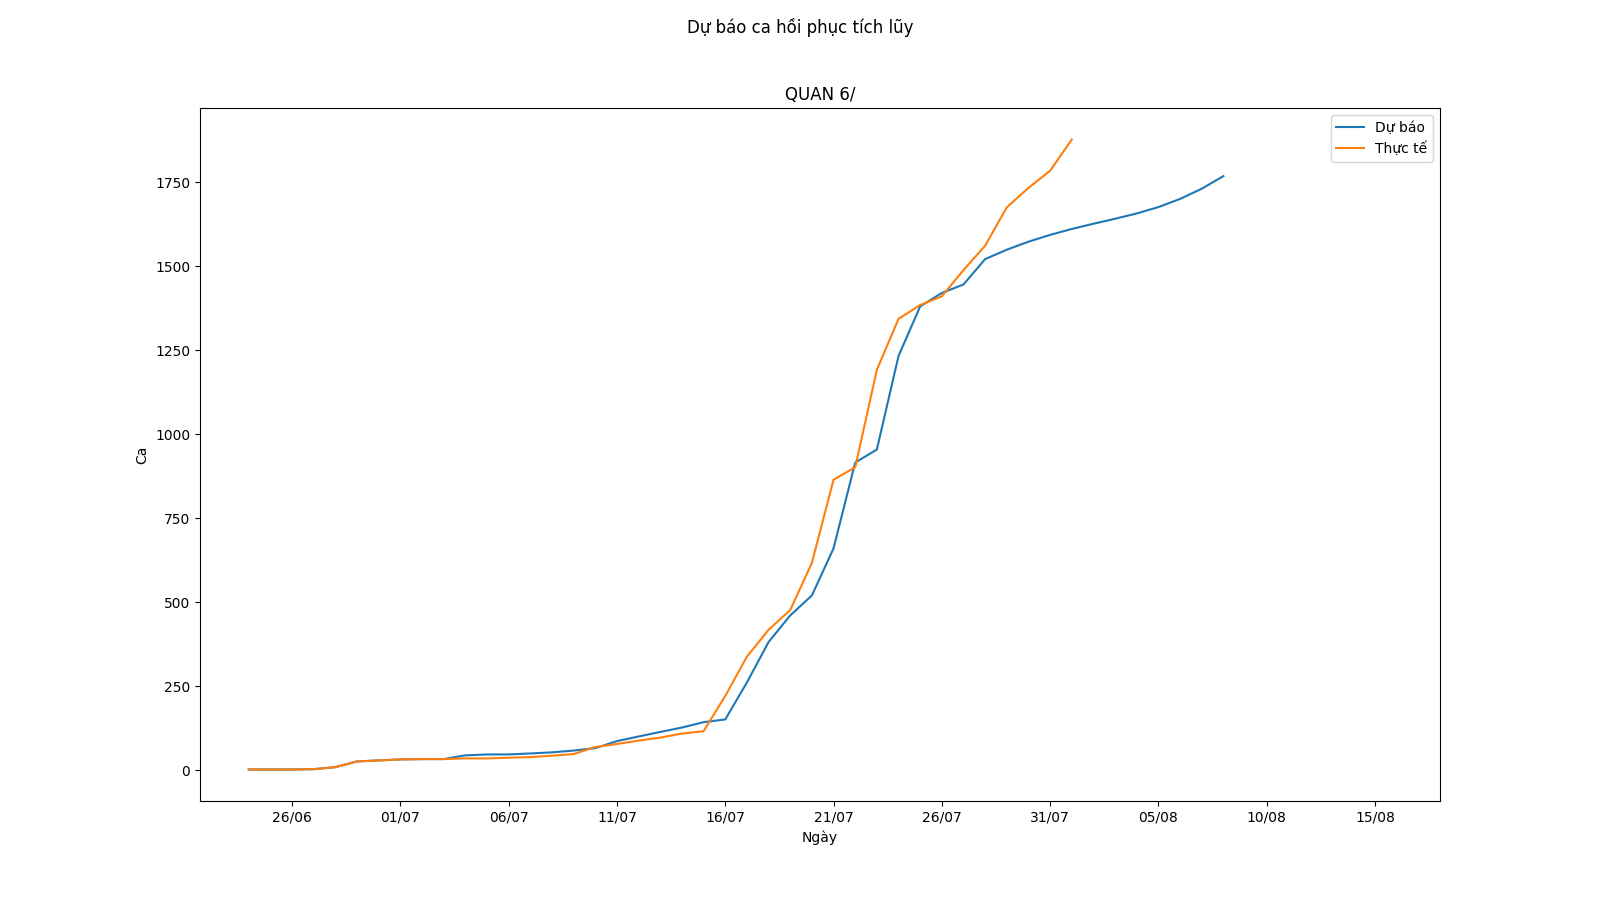 Dự báo ca hồi phục tích lũy
QUAN 6/
Dự báo
Thực tế
1750
1500
1250
1000
750
500
250
0
Ca
26/06 01/07 06/07 11/07 16/07 21/07 26/07 31/07 05/08 10/08 15/08
Ngày